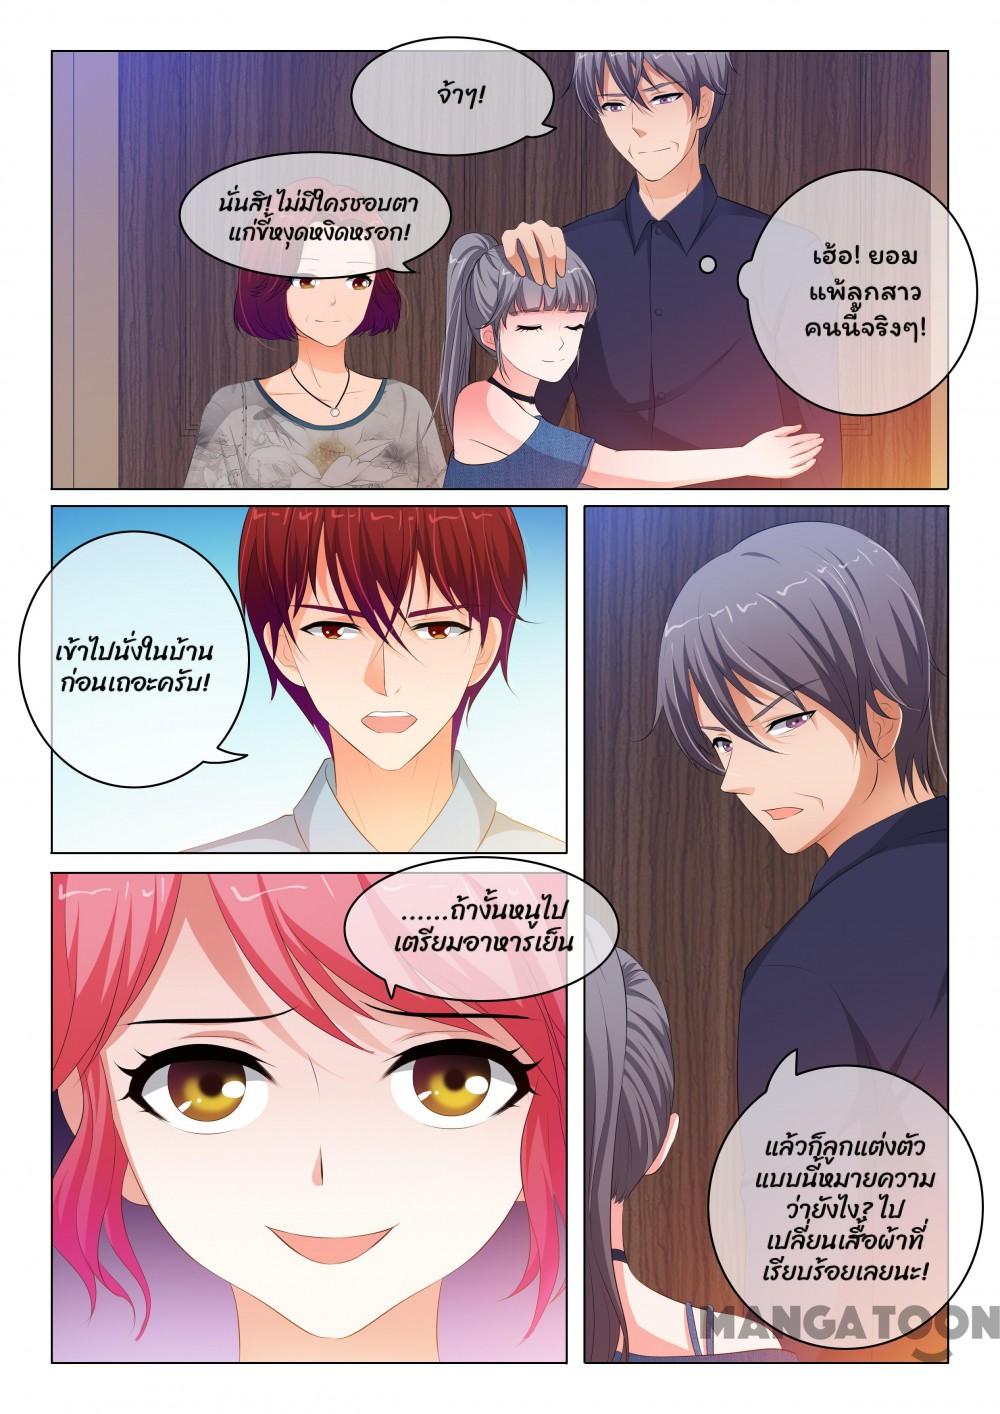 จ้าๆ!
นั่นสิ! ไม่มีใครชอบตา
แก่ขี้หงุดหงิดหรอก!
เฮ้อ! ยอม
แพ้ลูกสาว
คนนี้จริงๆ!
เข้าไปนั่งในบ้าน
ก่อนเถอะครับ!
แล้วก็ลูกแต่งตัว
แบบนี้หมายความ
ว่ายังไง? ไป
เปลี่ยนเสื้อผ้าที่
เรียบร้อยเลยนะ!
......ถ้างั้นหนูไป
เตรียมอาหารเย็น
MANGATOON